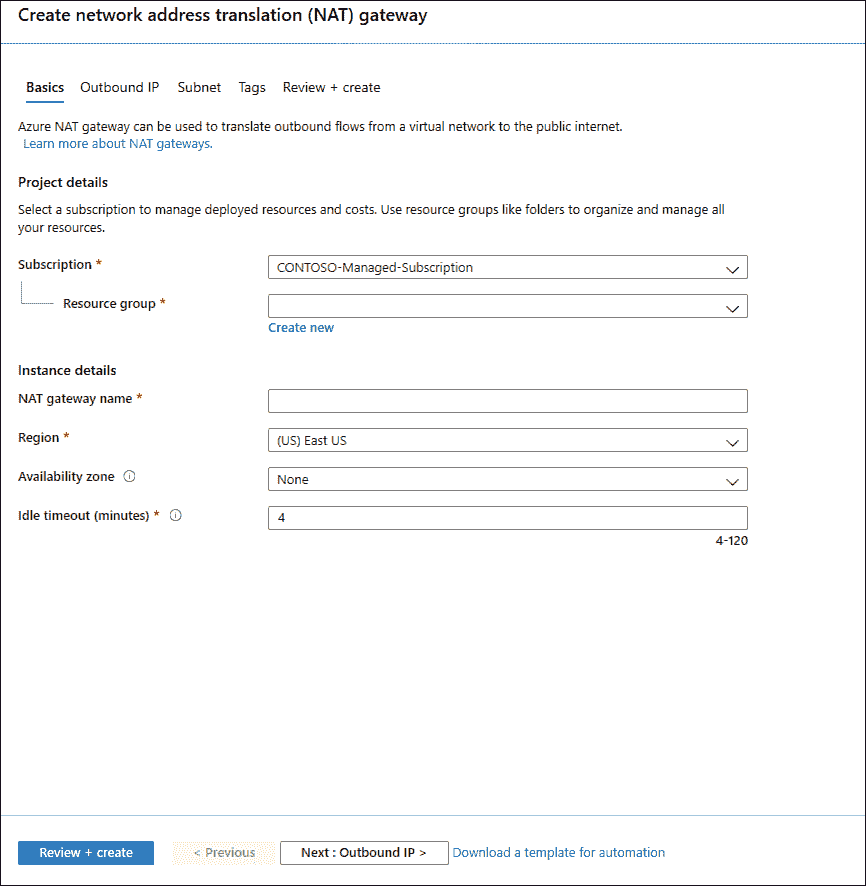 Create network address translation (NAT) gateway
Basics Outbound IP Subnet Tags Review + create
Azure NAT gateway can be used to translate outbound flows from a virtual network to the public internet.
Learn more about NAT gateways.
Project details
Select a subscription to manage deployed resources and costs. Use resource groups like folders to organize and manage all
your resources.
Subscription * CONTOSO-Managed-Subscription
Resource group *
Create new
Instance details
NAT gateway name *
Region * (US) East US
Availability zone None
Idle timeout (minutes) * 4
4-120
Review + create < Previous Next : Outbound IP > Download a template for automation